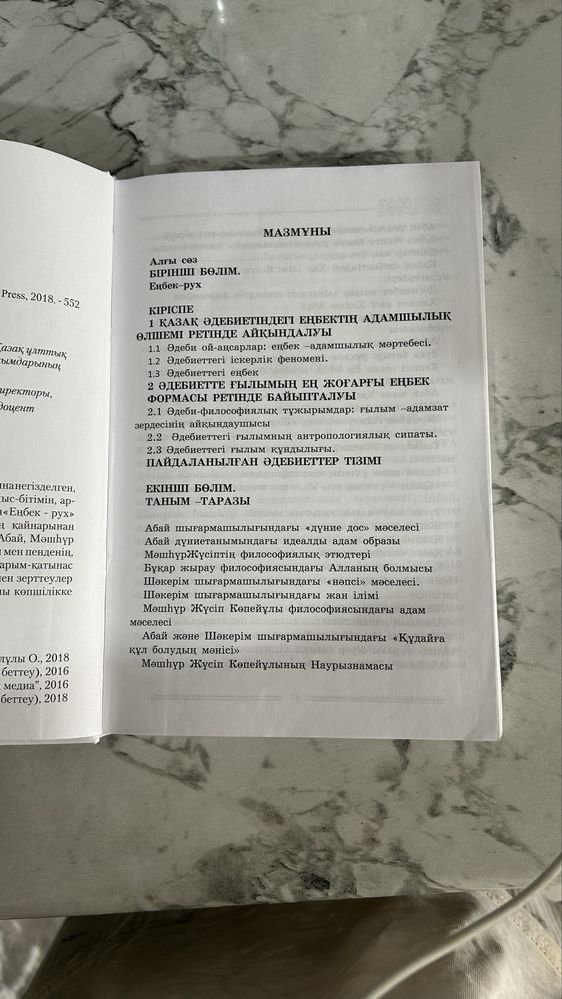 Press, 2018. - 552
Қазақ ұлттық
ымдарының
иректоры,
доцент
инанегізделген,
ыс-бітімін, ар-
н«Еңбек - рух»
ң қайнарынан
Абай, Мәшһүр
і мен пенденің,
арым-қатынас
мен зерттеулер
лы көпшілікке
лұлы О., 2018
беттеу), 2016
медиа", 2016
беттеу), 2018
МАЗМҰНЫ
Алғы сөз
БІРІНШІ БӨЛІМ.
Еңбек–рух
КІРІСПЕ
1 ҚАЗАҚ ӘДЕБИЕТІНДЕГІ ЕҢБЕКТІҢ АДАМШЫЛЫҚ
ӨЛШЕМІ РЕТІНДЕ АЙҚЫНДАЛУЫ
1.1 Әдеби ой-аңсарлар: еңбек –адамшылық мәртебесі.
1.2 Әдебиеттегі іскерлік феномені.
1.3 Әдебиеттегі еңбек
2 ӘДЕБИЕТТЕ ҒЫЛЫМНЫҢ ЕҢ ЖОҒАРҒЫ ЕҢБЕК
ФОРМАСЫ РЕТІНДЕ БАЙЫПТАЛУЫ
2.1 Әдеби-философиялық тұжырымдар: ғылым –адамзат
зердесінің айқындаушысы
2.2 Әдебиеттегі ғылымның антропологиялық сипаты.
2.3 Әдебиеттегі ғылым құндылығы.
ПАЙДАЛАНЫЛҒАН ӘДЕБИЕТТЕР ТІЗІМІ
ЕКІНШІ БӨЛІМ.
ТАНЫМ –ТАРАЗЫ
Абай шығармашылығындағы «дүние дос» мәселесі
Абай дүниетанымындағы идеалды адам образы
МәшһүрЖүсіптің философиялық этюдтері
Бұқар жырау философиясындағы Алланың болмысы
Шәкерім шығармашылығындағы «нәпсі» мәселесі.
Шәкерім шығармашылығындағы жан ілімі
Мәшһүр Жүсіп Көпейұлы философиясындағы адам
мәселесі
Абай және Шәкерім шығармашылығындағы «Құдайға
құл болудың мәнісі»
Мәшһүр Жүсіп Көпейұлының Наурызнамасы